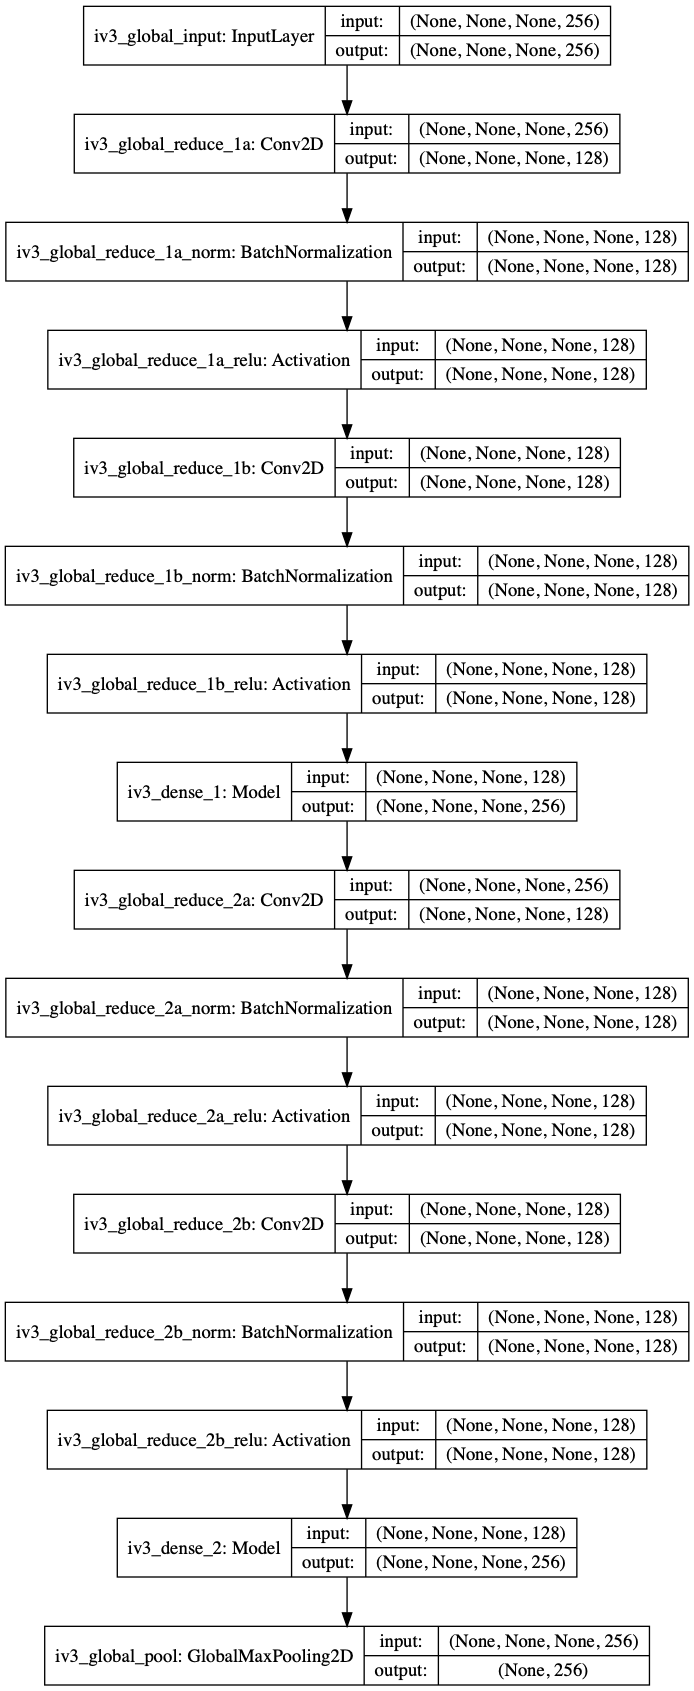 iv3_global_input: InputLayer
input: (None, None, None, 256)
output: (None, None, None, 256)
iv3_global_reduce_1a: Conv2D
input: (None, None, None, 256)
output: (None, None, None, 128)
iv3_global_reduce_1a_norm: BatchNormalization
input: (None, None, None, 128)
output: (None, None, None, 128)
iv3_global_reduce_1a_relu: Activation
input: (None, None, None, 128)
output: (None, None, None, 128)
iv3_global_reduce_1b: Conv2D
input: (None, None, None, 128)
output: (None, None, None, 128)
iv3_global_reduce_1b_norm: BatchNormalization
input: (None, None, None, 128)
output: (None, None, None, 128)
iv3_global_reduce_1b_relu: Activation
input: (None, None, None, 128)
output: (None, None, None, 128)
iv3_dense_1: Model
input: (None, None, None, 128)
output: (None, None, None, 256)
iv3_global_reduce_2a: Conv2D
input: (None, None, None, 256)
output: (None, None, None, 128)
iv3_global_reduce_2a_norm: BatchNormalization
input: (None, None, None, 128)
output: (None, None, None, 128)
iv3_global_reduce_2a_relu: Activation
input: (None, None, None, 128)
output: (None, None, None, 128)
iv3_global_reduce_2b: Conv2D
input: (None, None, None, 128)
output: (None, None, None, 128)
iv3_global_reduce_2b_norm: BatchNormalization
input: (None, None, None, 128)
output: (None, None, None, 128)
iv3_global_reduce_2b_relu: Activation
input: (None, None, None, 128)
output: (None, None, None, 128)
iv3_dense_2: Model
input: (None, None, None, 128)
output: (None, None, None, 256)
iv3_global_pool: GlobalMaxPooling2D
input: (None, None, None, 256)
output: (None, 256)